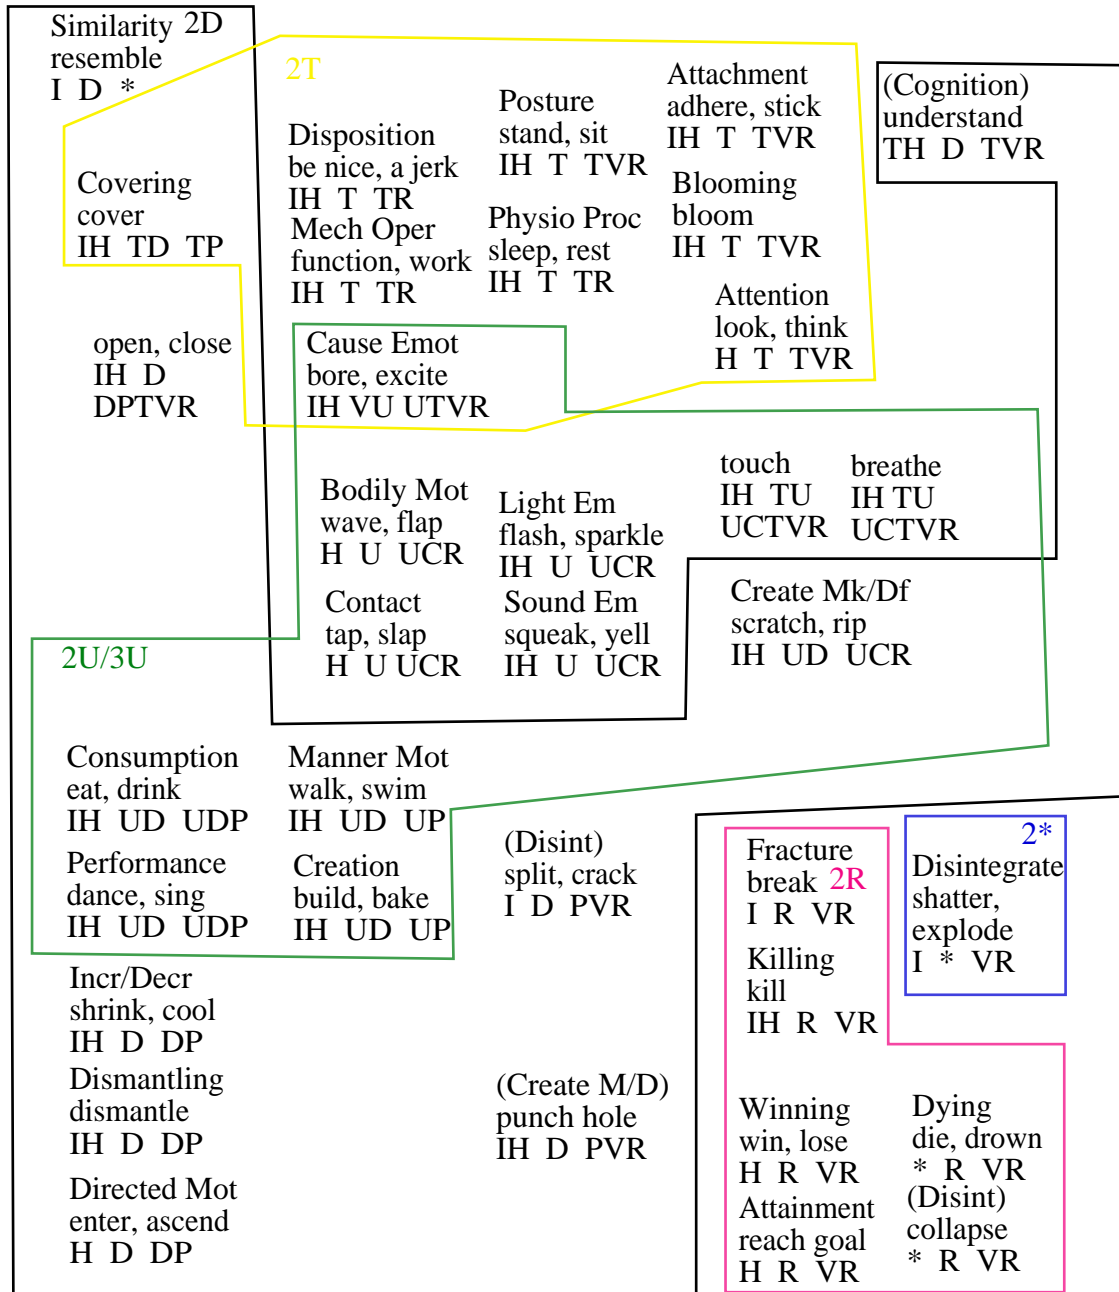 Similarity 2D
resemble
I D *
2T
Covering
cover
IH TD TP
Disposition
be nice, a jerk
IH T TR
Mech Oper
function, work
IH T TR
Posture
stand, sit
IH T TVR
Physio Proc
sleep, rest
IH T TR
Attachment
adhere, stick
IH T TVR
Blooming
bloom
IH T TVR
Attention
look, think
H T TVR
(Cognition)
understand
TH D TVR
open, close
IH D
DPTVR
Cause Emot
bore, excite
IH VU UTVR
Bodily Mot
wave, flap
H U UCR
Contact
tap, slap
H U UCR
Light Em
flash, sparkle
IH U UCR
Sound Em
squeak, yell
IH U UCR
touch
IH TU
UCTVR
breathe
IH TU
UCTVR
Create Mk/Df
scratch, rip
IH UD UCR
2U/3U
Consumption
eat, drink
IH UD UDP
Performance
dance, sing
IH UD UDP
Manner Mot
walk, swim
IH UD UP
Creation
build, bake
IH UD UP
(Disint)
split, crack
I D PVR
Incr/Decr
shrink, cool
IH D DP
Dismantling
dismantle
IH D DP
Directed Mot
enter, ascend
H D DP
(Create M/D)
punch hole
IH D PVR
Fracture
break 2R
I R VR
Killing
kill
IH R VR
Winning
win, lose
H R VR
Attainment
reach goal
H R VR
2*
Disintegrate
shatter,
explode
I * VR
Dying
die, drown
* R VR
(Disint)
collapse
* R VR